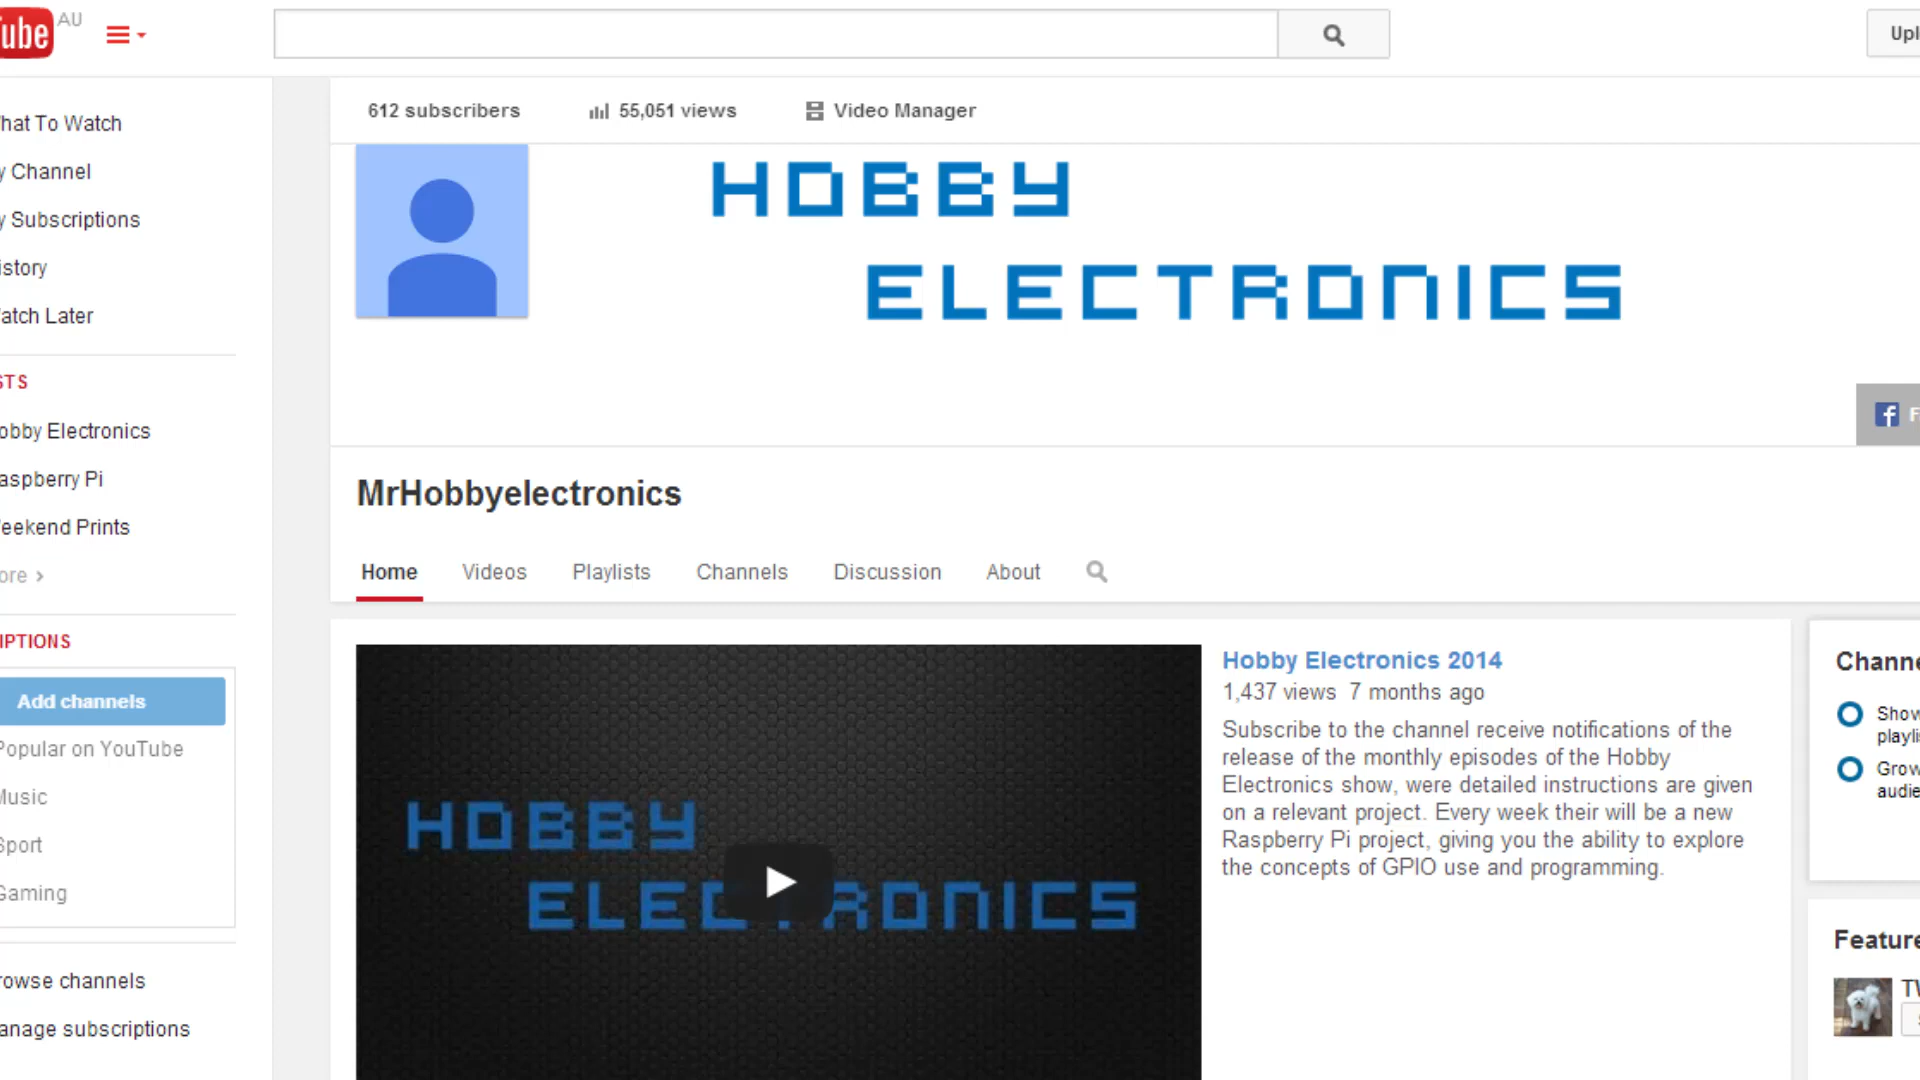 ube AU
Upl
612 subscribers 55,051 views Video Manager
hat To Watch
y Channel
y Subscriptions
istory
atch Later
STS
obby Electronics
aspberry Pi
eekend Prints
ore
IPTIONS
Add channels
Popular on YouTube
Music
Sport
Gaming
rowse channels
anage subscriptions
HOBBY
ELECTRONICS
F
MrHobbyelectronics
Home Videos Playlists Channels Discussion About
HOBBY
ELECTRONICS
Hobby Electronics 2014
1,437 views 7 months ago
Subscribe to the channel receive notifications of the
release of the monthly episodes of the Hobby
Electronics show, were detailed instructions are given
on a relevant project. Every week their will be a new
Raspberry Pi project, giving you the ability to explore
the concepts of GPIO use and programming.
Channe
Show
playlis
Grow
audie
Feature
TV